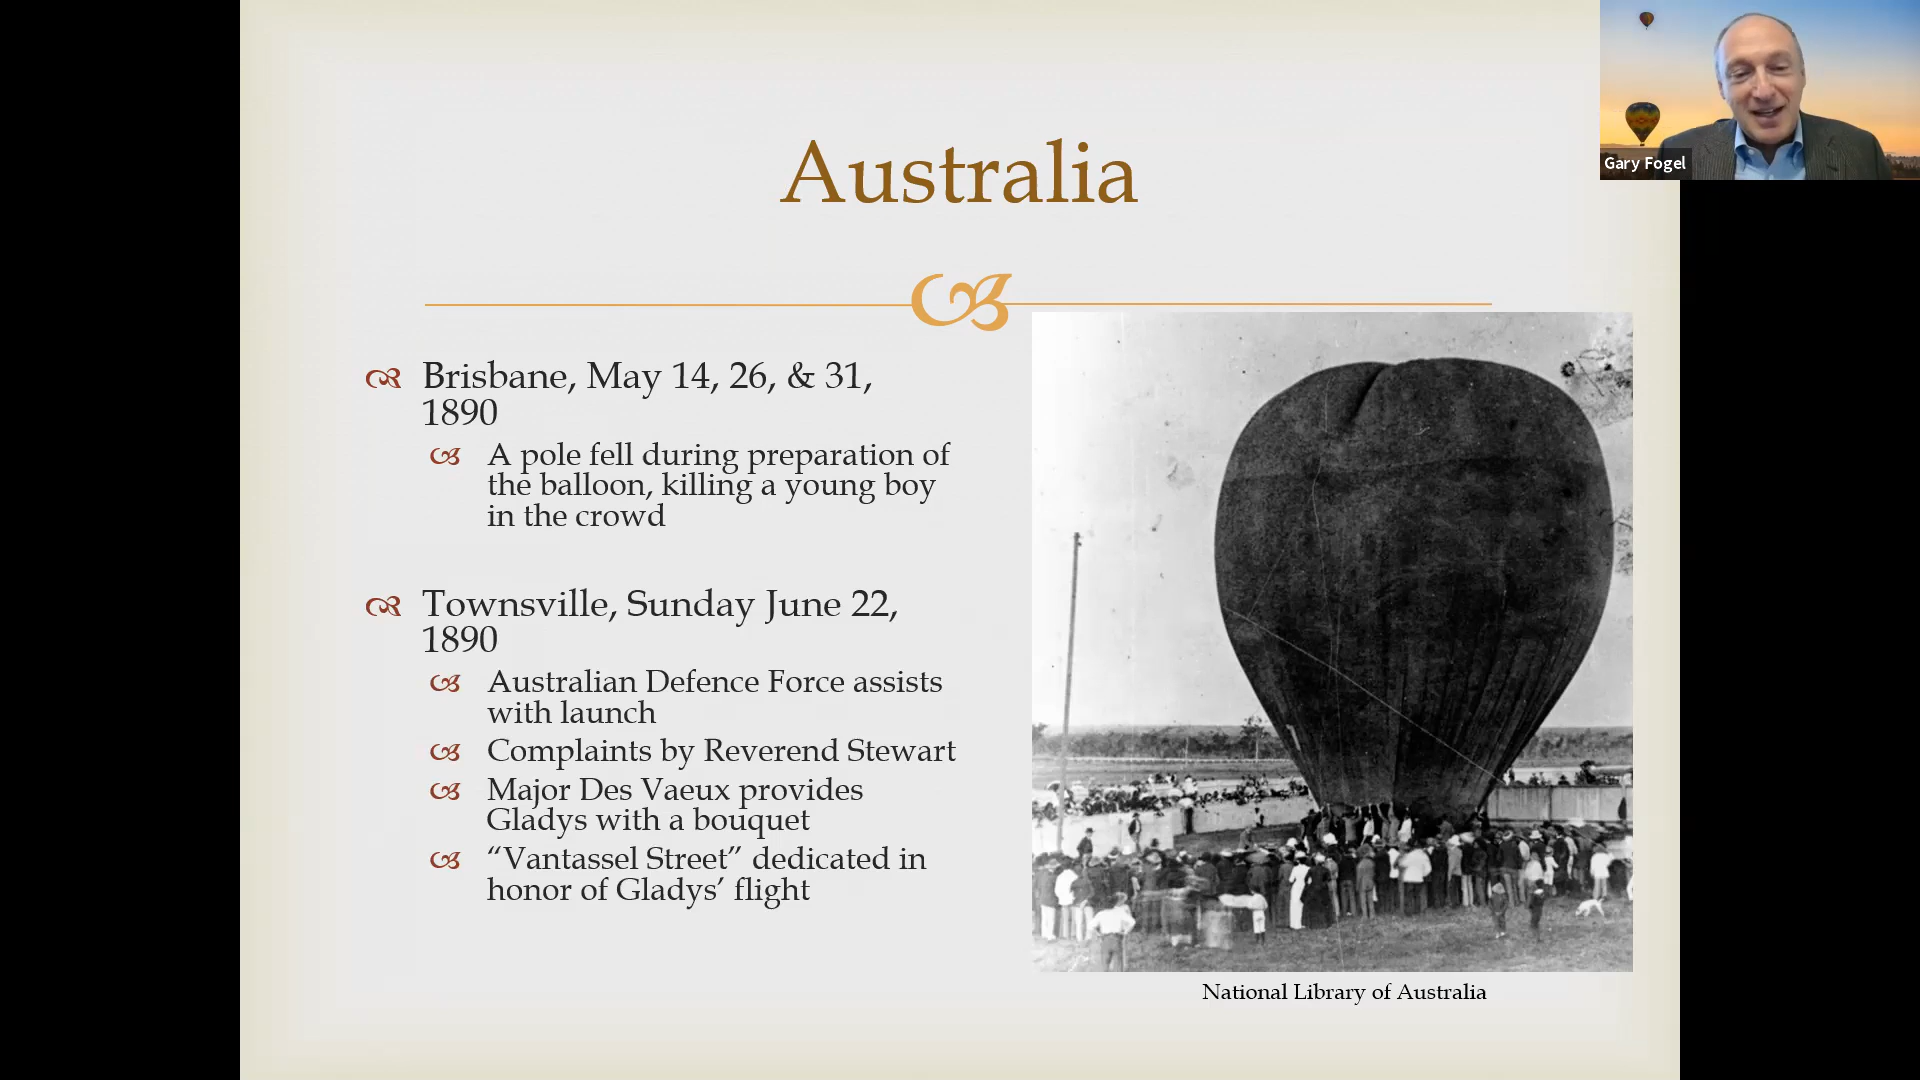 Australia
Brisbane, May 14, 26, & 31,
1890
A pole fell during preparation of
the balloon, killing a young boy
in the crowd
Townsville, Sunday June 22,
1890
Australian Defence Force assists
with launch
Complaints by Reverend Stewart
Major Des Vaeux provides
Gladys with a bouquet
“Vantassel Street” dedicated in
honor of Gladys’ flight
National Library of Australia
Gary Fogel